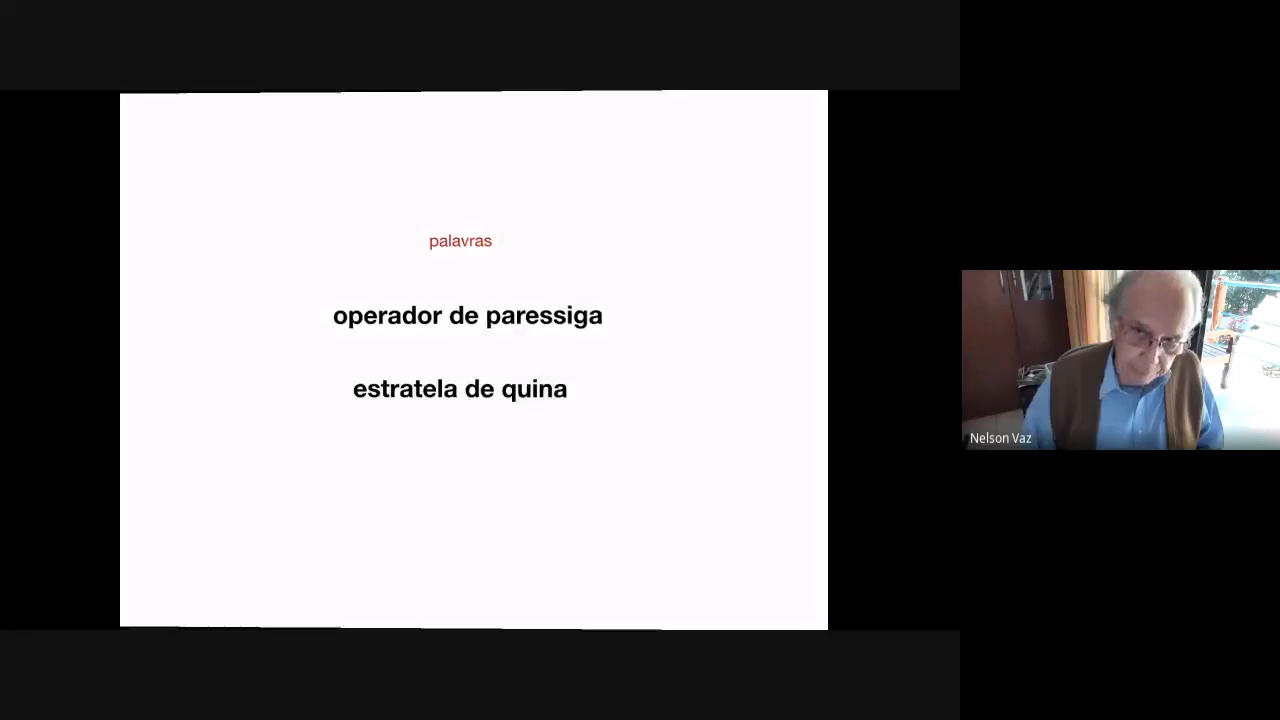 palavras
operador de paressiga
estratela de quina
Nelson Vaz